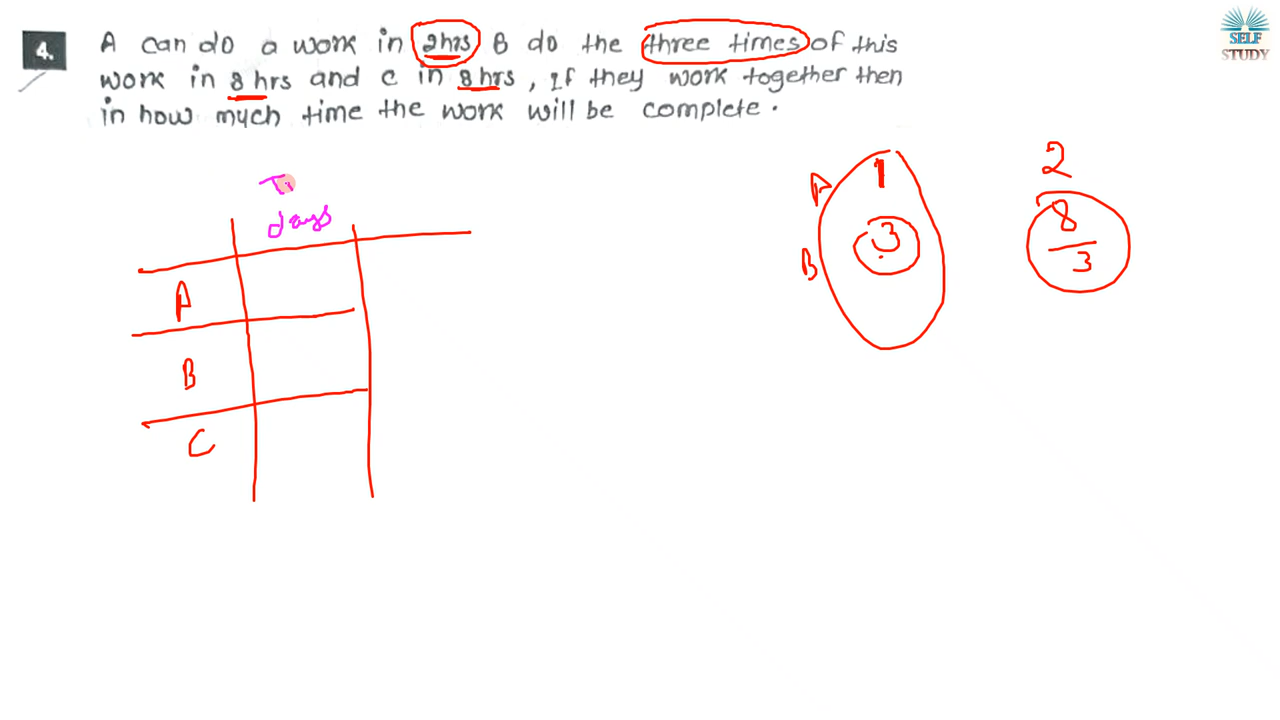 4. A can do a work in 2hrs B do the three times of this
work in 8 hrs and C in 8 hrs, If they work together then
in how much time the work will be complete.
SELF
STUDY
Ti
days
A
B
C
A 1
B 3
2
8
3